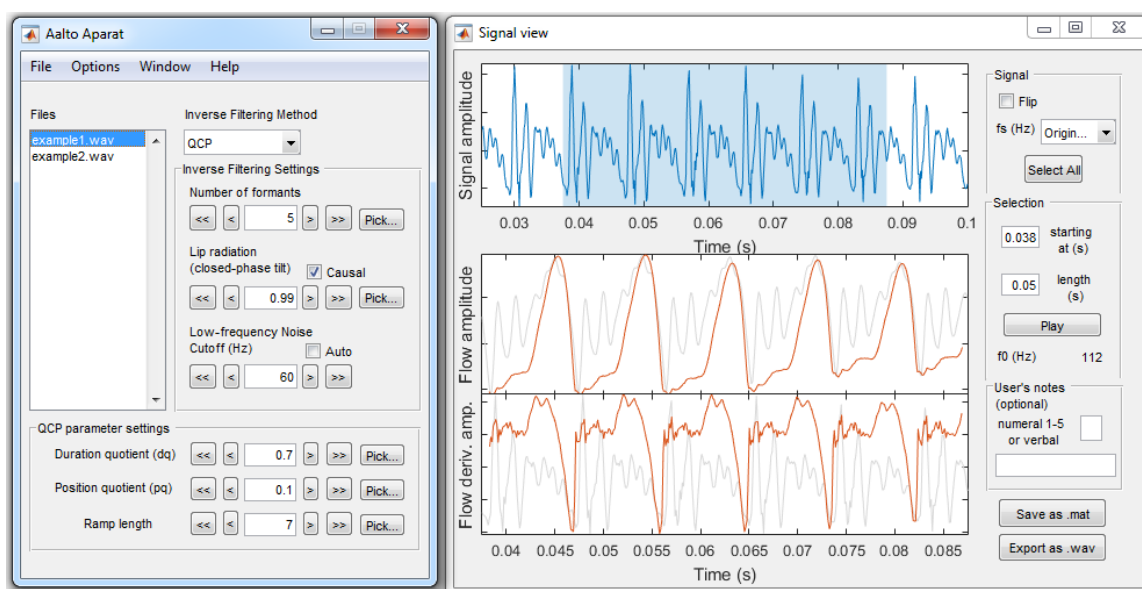 Aalto Aparat
File Options Window Help
Files
example1.wav
example2.wav
Inverse Filtering Method
QCP
Inverse Filtering Settings
Number of formants
<< < 5 > >> Pick...
Lip radiation
(closed-phase tilt) Causal
<< < 0.99 > >> Pick...
Low-frequency Noise
Cutoff (Hz) Auto
<< < 60 > >>
QCP parameter settings
Duration quotient (dq) << < 0.7 > >> Pick...
Position quotient (pq) << < 0.1 > >> Pick...
Ramp length << < 7 > >> Pick...
Signal view
Signal amplitude
0.03 0.04 0.05 0.06 0.07 0.08 0.09 0.1
Time (s)
Flow amplitude
Flow deriv. amp.
0.04 0.045 0.05 0.055 0.06 0.065 0.07 0.075 0.08 0.085
Time (s)
Signal
Flip
fs (Hz) Origin...
Select All
Selection
0.038 starting
at (s)
0.05 length
(s)
Play
f0 (Hz) 112
User's notes
(optional)
numeral 1-5
or verbal
Save as .mat
Export as .wav